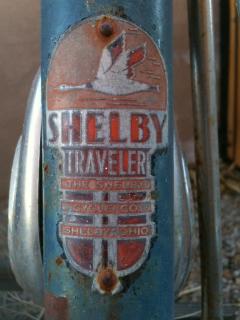 SHELBY
TRAVELER
THE SHELBY
CYCLE CO.
SHELBY, OHIO